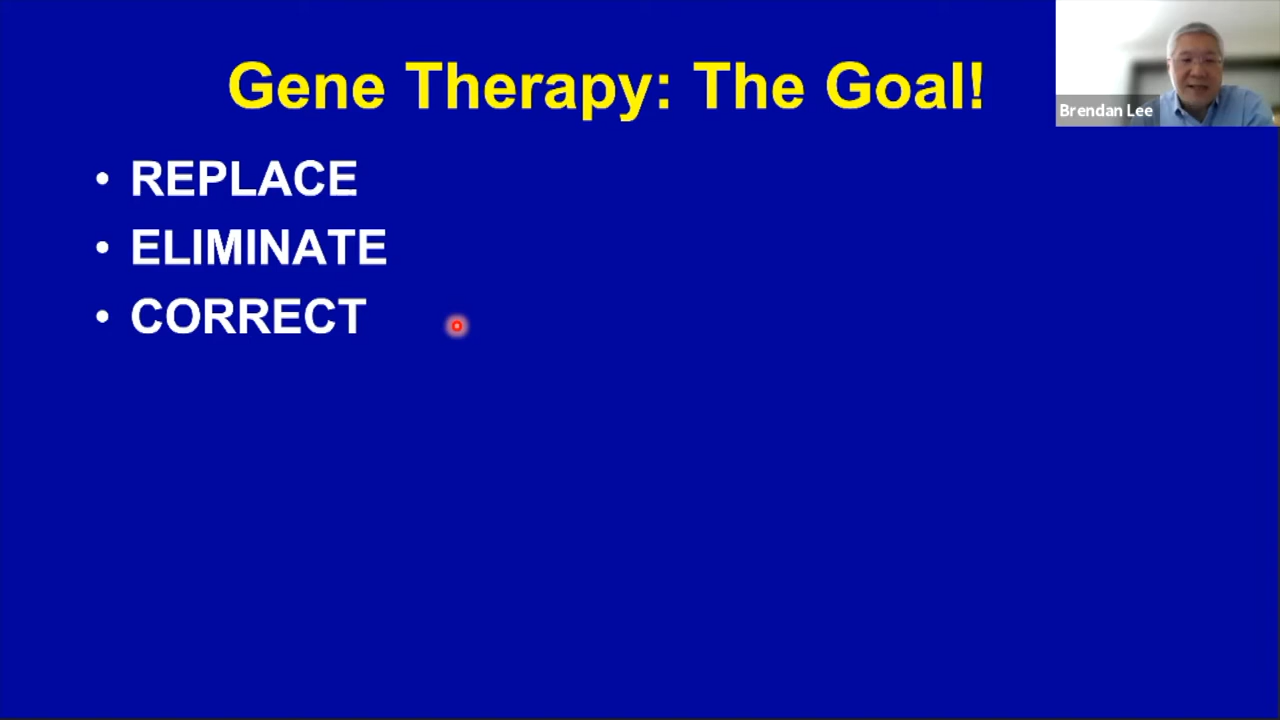 Gene Therapy: The Goal!
Brendan Lee
• REPLACE
• ELIMINATE
• CORRECT